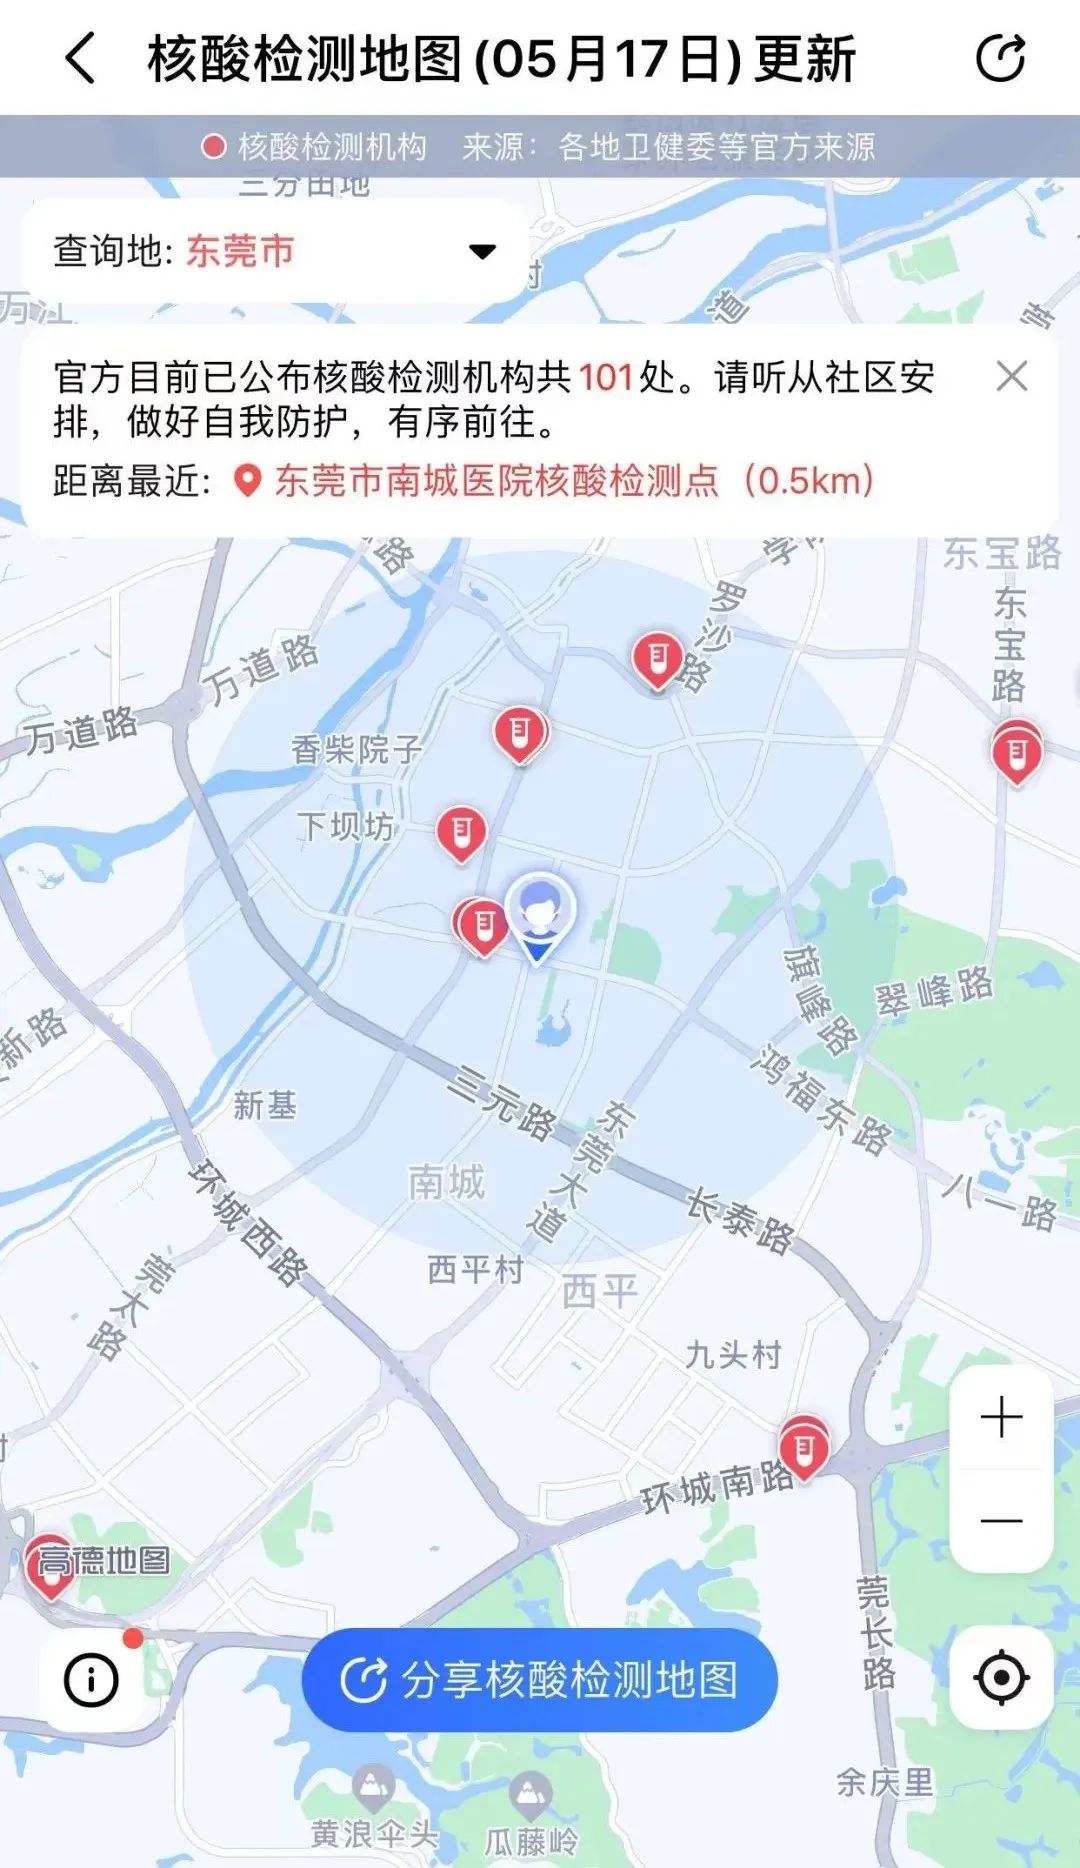 核酸检测地图(05月17日)更新
核酸检测机构 来源：各地卫健委等官方来源
三分田地
查询地: 东莞市
村
万江
道
莞
官方目前已公布核酸检测机构共101处。请听从社区安
排，做好自我防护，有序前往。
距离最近: 东莞市南城医院核酸检测点（0.5km）
路
学
东宝路
东宝路
罗沙路
万道路
万道路
香柴院子
下坝坊
旗峰路
翠峰路
新路
鸿福东路
三元路
新基
东莞大道
南城
环城西路
长泰路
八一路
西平村
西平
莞太路
九头村
村
环城南路
高德地图
莞长路
分享核酸检测地图
余庆里
黄浪伞头
瓜藤岭